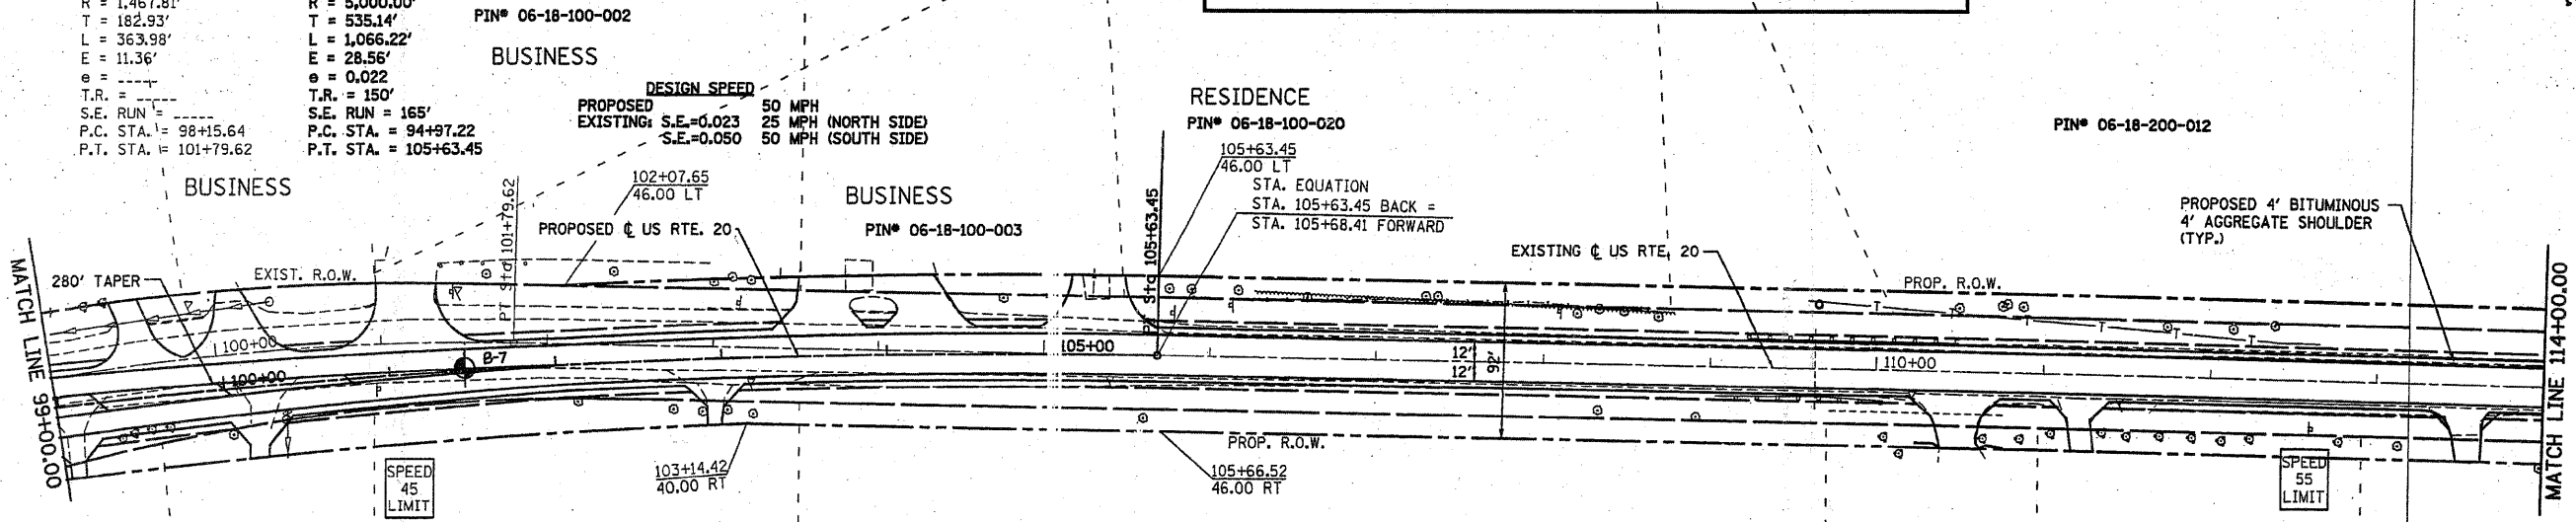 R = 1,467.81'
T = 182.93'
L = 363.98'
E = 11.36'
e = _____
T.R. = _____
S.E. RUN = _____
P.C. STA. = 98+15.64
P.T. STA. = 101+79.62
R = 5,000.00'
T = 535.14'
L = 1,066.22'
E = 28.56'
e = 0.022
T.R. = 150'
S.E. RUN = 165'
P.C. STA. = 94+97.22
P.T. STA. = 105+63.45
PIN# 06-18-100-002
BUSINESS
DESIGN SPEED
PROPOSED 50 MPH
EXISTING: S.E.=0.023 25 MPH (NORTH SIDE)
S.E.=0.050 50 MPH (SOUTH SIDE)
BUSINESS
PT Sta 101+79.62
102+07.65
46.00 LT
PROPOSED ℄ US RTE. 20
BUSINESS
PIN# 06-18-100-003
RESIDENCE
PIN# 06-18-100-020
105+63.45
46.00 LT
STA. EQUATION
STA. 105+63.45 BACK =
STA. 105+68.41 FORWARD
PT Sta 105+63.45
EXISTING ℄ US RTE. 20
PIN# 06-18-200-012
PROPOSED 4' BITUMINOUS
4' AGGREGATE SHOULDER
(TYP.)
MATCH LINE 99+00.00
280' TAPER
EXIST. R.O.W.
PROP. R.O.W.
100+00
100+00
B-7
105+00
12'
12'
92'
110+00
T
T
T
T
T
T
PROP. R.O.W.
103+14.42
40.00 RT
105+66.52
46.00 RT
SPEED
45
LIMIT
SPEED
55
LIMIT
MATCH LINE 114+00.00